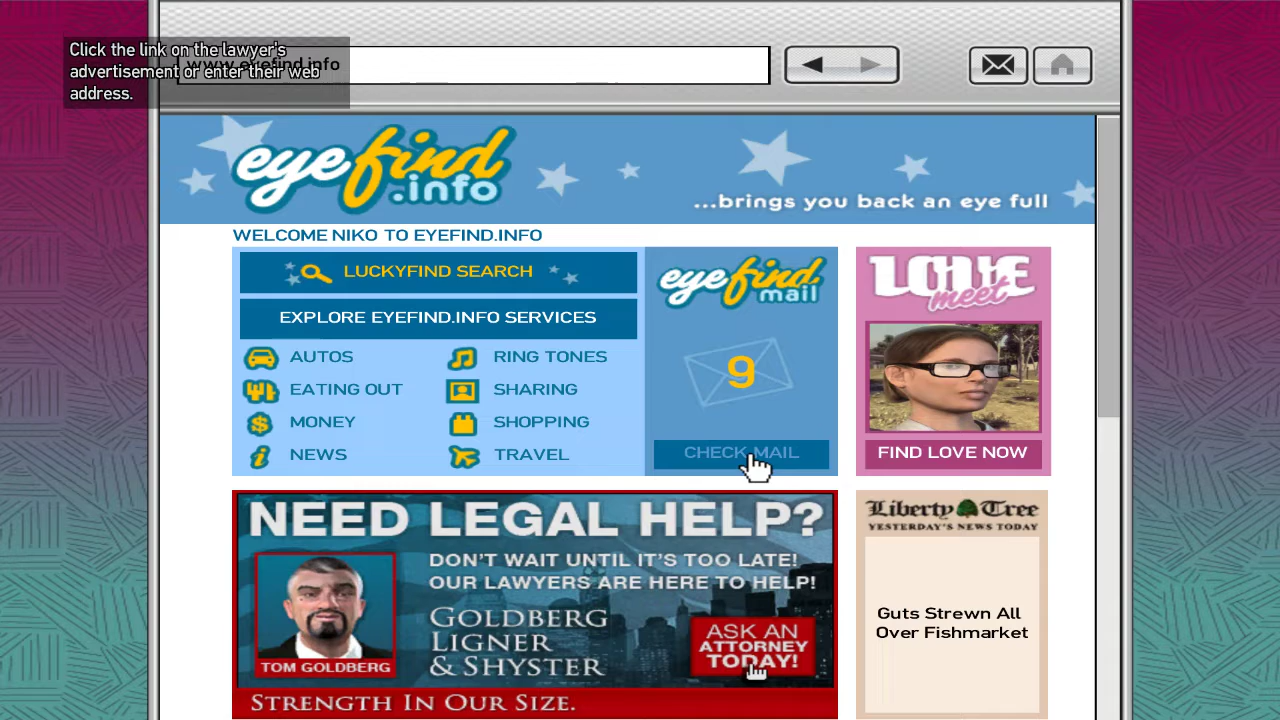 Click the link on the lawyer's
advertisement or enter their web
address.
www.eyefind.info
eyefind
.info
...brings you back an eye full
WELCOME NIKO TO EYEFIND.INFO
LUCKYFIND SEARCH
EXPLORE EYEFIND.INFO SERVICES
AUTOS
RING TONES
EATING OUT
SHARING
MONEY
SHOPPING
NEWS
TRAVEL
eyefind
mail
9
CHECK MAIL
LOVE
meet
FIND LOVE NOW
NEED LEGAL HELP?
DON'T WAIT UNTIL IT'S TOO LATE!
OUR LAWYERS ARE HERE TO HELP!
GOLDBERG
LIGNER
& SHYSTER
TOM GOLDBERG
ASK AN
ATTORNEY
TODAY!
STRENGTH IN OUR SIZE.
Liberty Tree
YESTERDAY'S NEWS TODAY
Guts Strewn All
Over Fishmarket